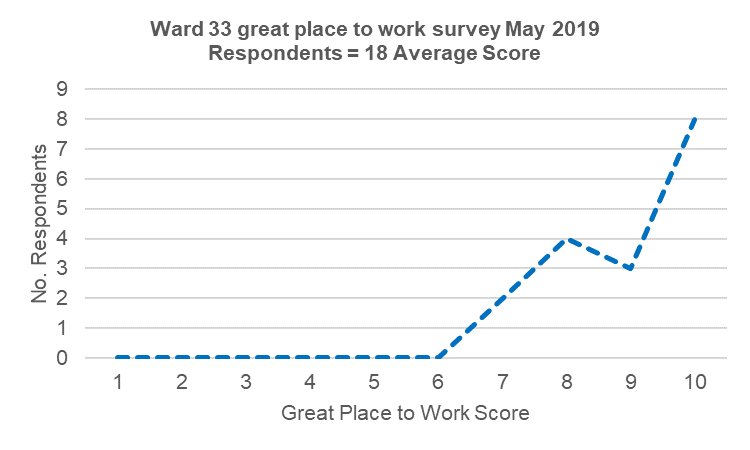 Ward 33 great place to work survey May 2019
Respondents = 18 Average Score
9
8
7
6
5
4
3
2
1
0
No. Respondents
1 2 3 4 5 6 7 8 9 10
Great Place to Work Score